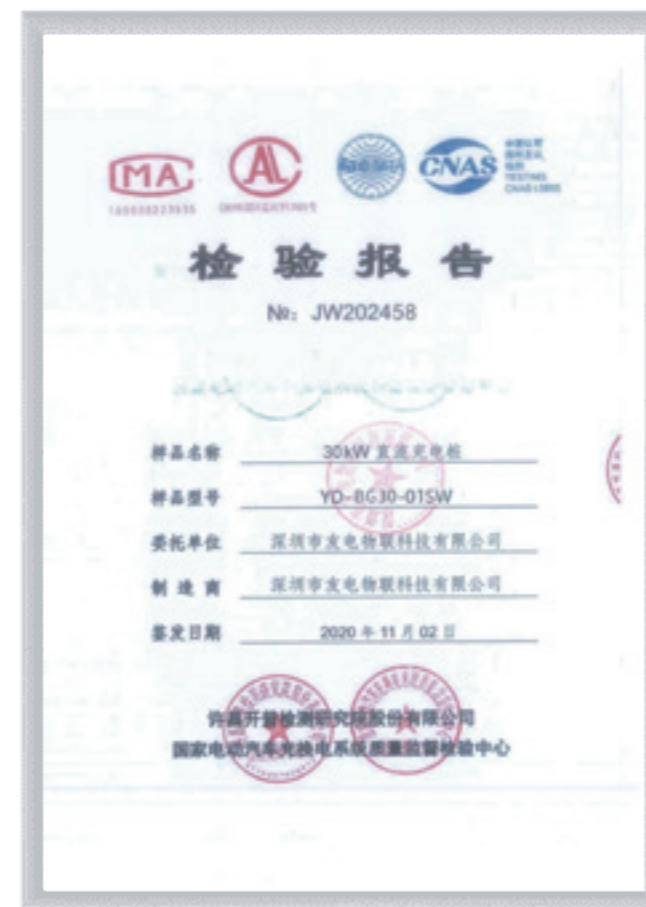 MA
AL
CNAS
TESTING
检验报告
№: JW202458
样品名称 30kW 直流充电桩
样品型号 YD-BG30-01SW
委托单位 深圳市友电物联科技有限公司
制造商 深圳市友电物联科技有限公司
签发日期 2020 年 11 月 02 日
许昌开普检测研究院股份有限公司
国家电动汽车充换电系统质量监督检验中心